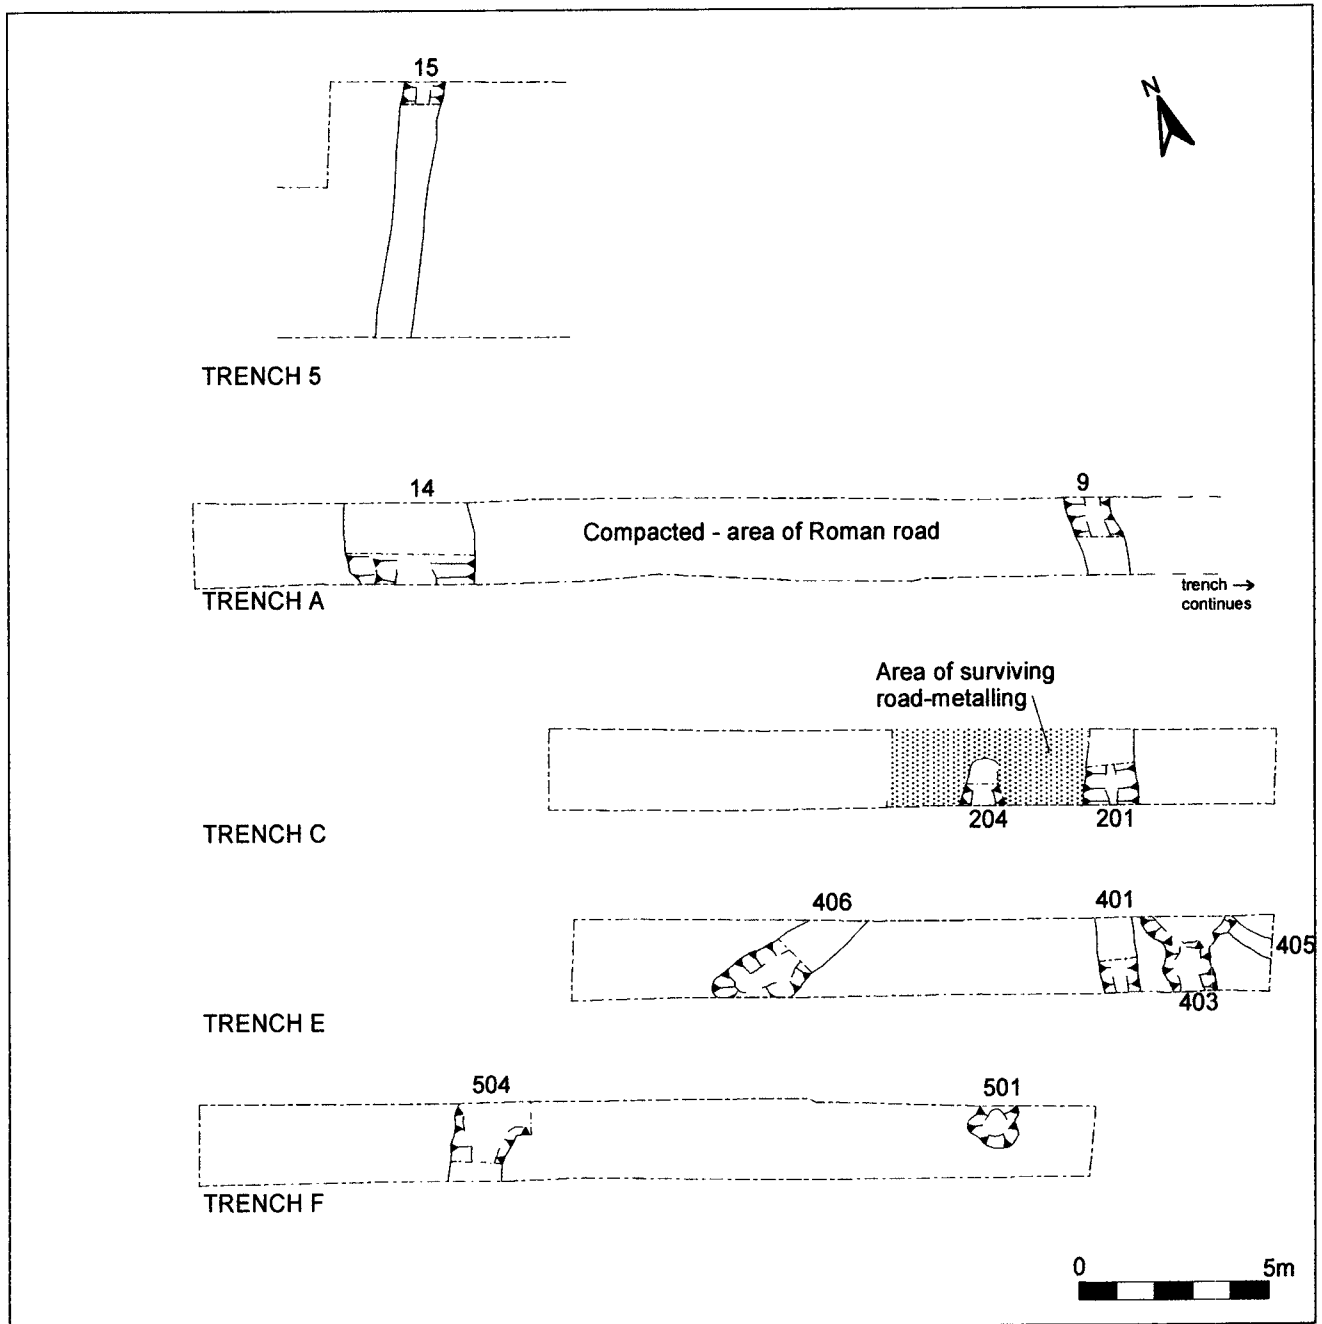 15
N
TRENCH 5
14
9
Compacted - area of Roman road
TRENCH A
trench →
continues
Area of surviving
road-metalling
TRENCH C
204
201
406
401
405
TRENCH E
403
504
501
TRENCH F
0
5m